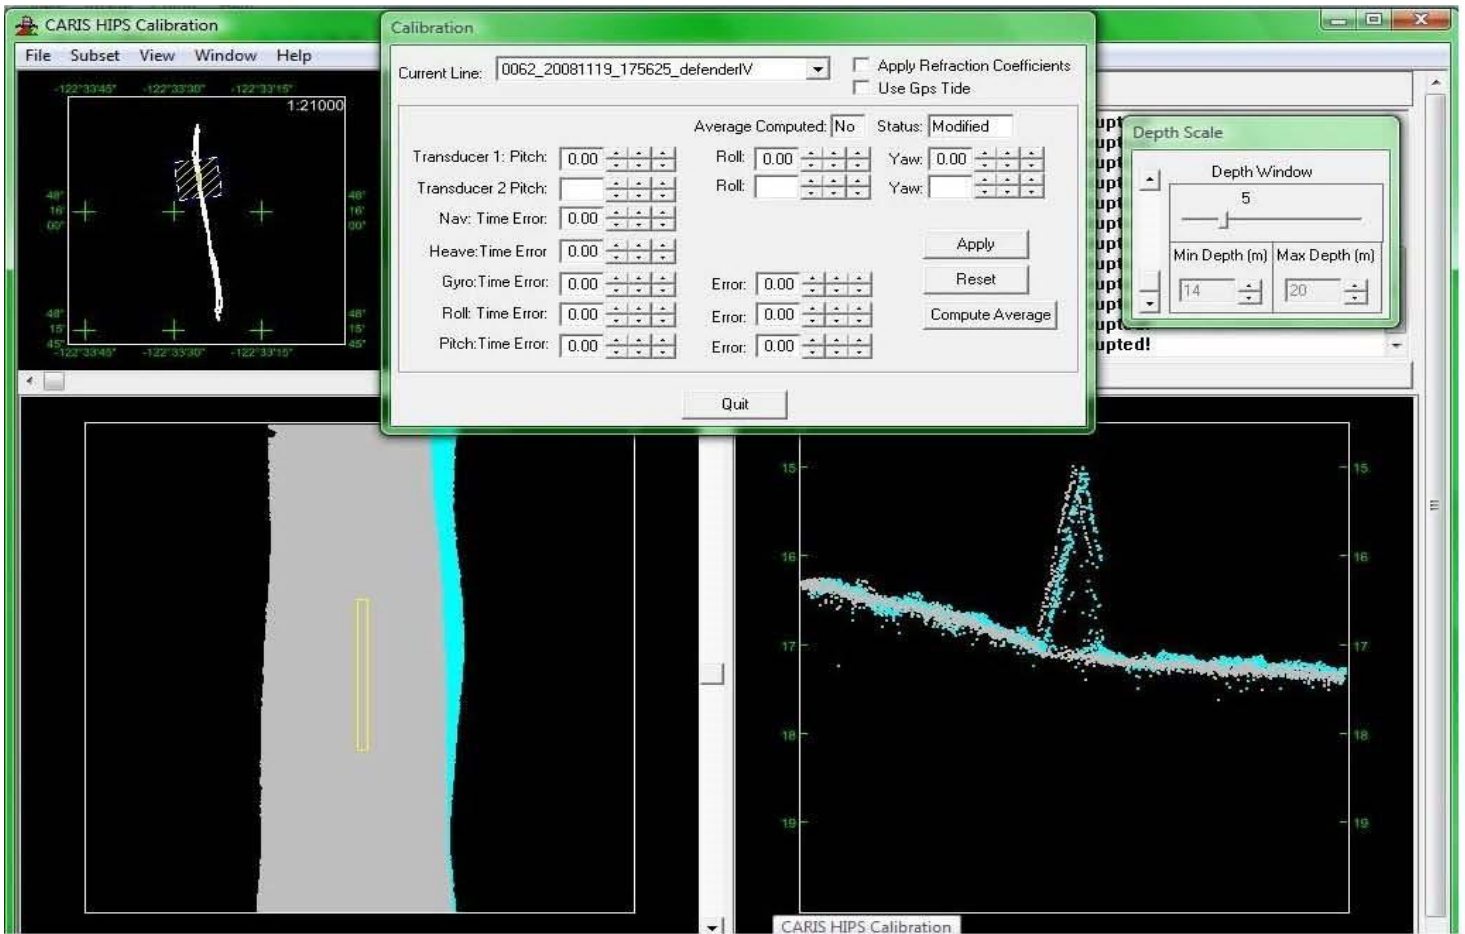 CARIS HIPS Calibration
File Subset View Window Help
-122°33'45" -122°33'30" -122°33'15"
1:21000
48° 48°
16' 16'
00" 00"
48° 48°
15' 15'
45" 45"
-122°33'45" -122°33'30" -122°33'15"
Calibration
Current Line: 0062_20081119_175625_defenderIV
Apply Refraction Coefficients
Use Gps Tide
Average Computed: No Status: Modified
Transducer 1: Pitch: 0.00 Roll: 0.00 Yaw: 0.00
Transducer 2 Pitch: Roll: Yaw:
Nav: Time Error: 0.00
Heave:Time Error 0.00
Apply
Gyro:Time Error: 0.00 Error: 0.00
Reset
Roll: Time Error: 0.00 Error: 0.00
Compute Average
Pitch:Time Error: 0.00 Error: 0.00
Quit
upted!
Depth Scale
Depth Window
5
Min Depth (m) Max Depth (m)
14 20
15 15
16 16
17 17
18 18
19 19
CARIS HIPS Calibration